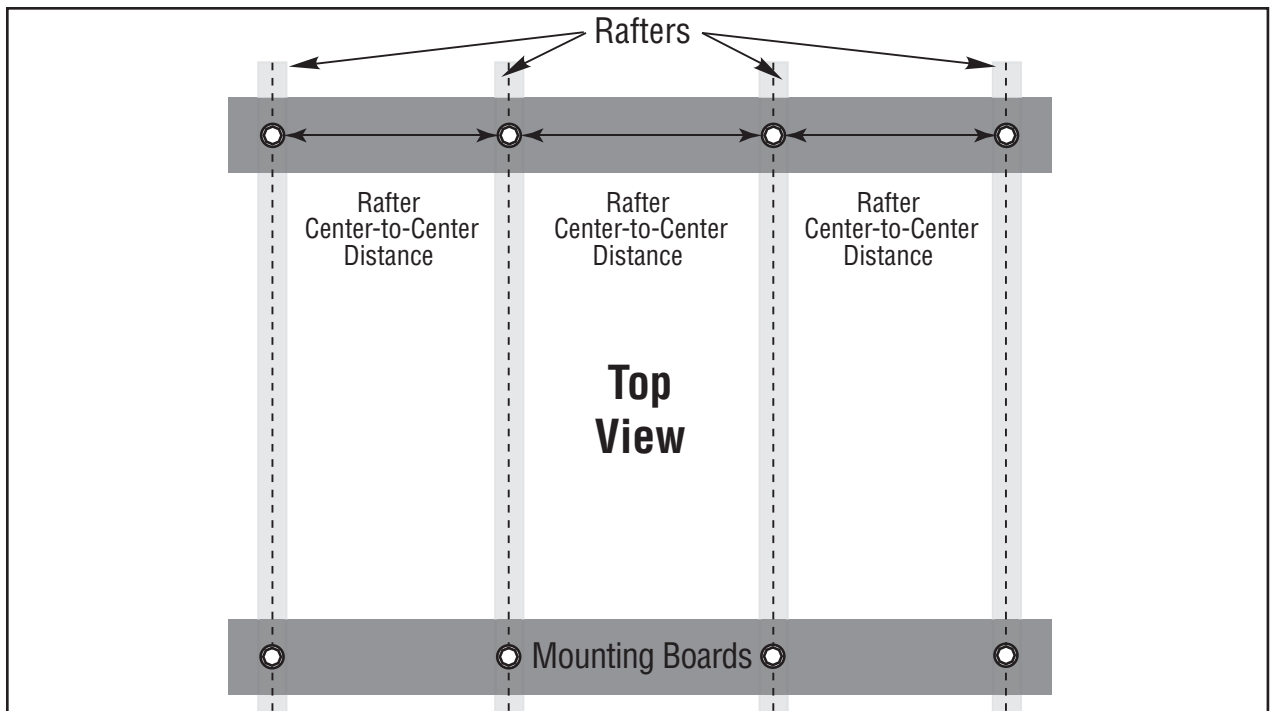 Rafters
Rafter
Center-to-Center
Distance
Rafter
Center-to-Center
Distance
Rafter
Center-to-Center
Distance
Top
View
Mounting Boards